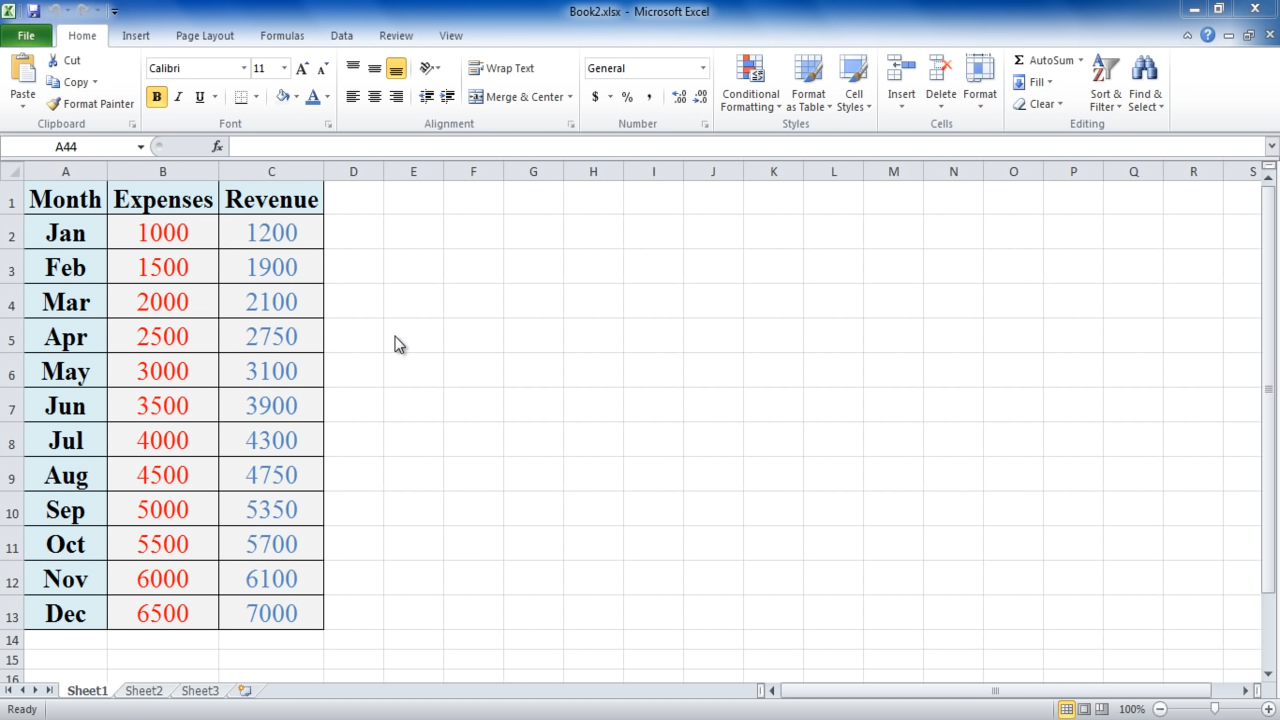 Book2.xlsx - Microsoft Excel
File Home Insert Page Layout Formulas Data Review View
Paste
Cut
Copy
Format Painter
Clipboard
Calibri 11 A A
B I U A
Font
Wrap Text
Merge & Center
Alignment
General
$ % , .0 .00 .00 .0
Number
Conditional Formatting
Format as Table
Cell Styles
Styles
Insert Delete Format
Cells
Σ AutoSum
Fill
Clear
Sort & Filter
Find & Select
Editing
A44 fx
A B C D E F G H I J K L M N O P Q R S
1 Month Expenses Revenue
2 Jan 1000 1200
3 Feb 1500 1900
4 Mar 2000 2100
5 Apr 2500 2750
6 May 3000 3100
7 Jun 3500 3900
8 Jul 4000 4300
9 Aug 4500 4750
10 Sep 5000 5350
11 Oct 5500 5700
12 Nov 6000 6100
13 Dec 6500 7000
14
15
16
Sheet1 Sheet2 Sheet3
Ready 100%